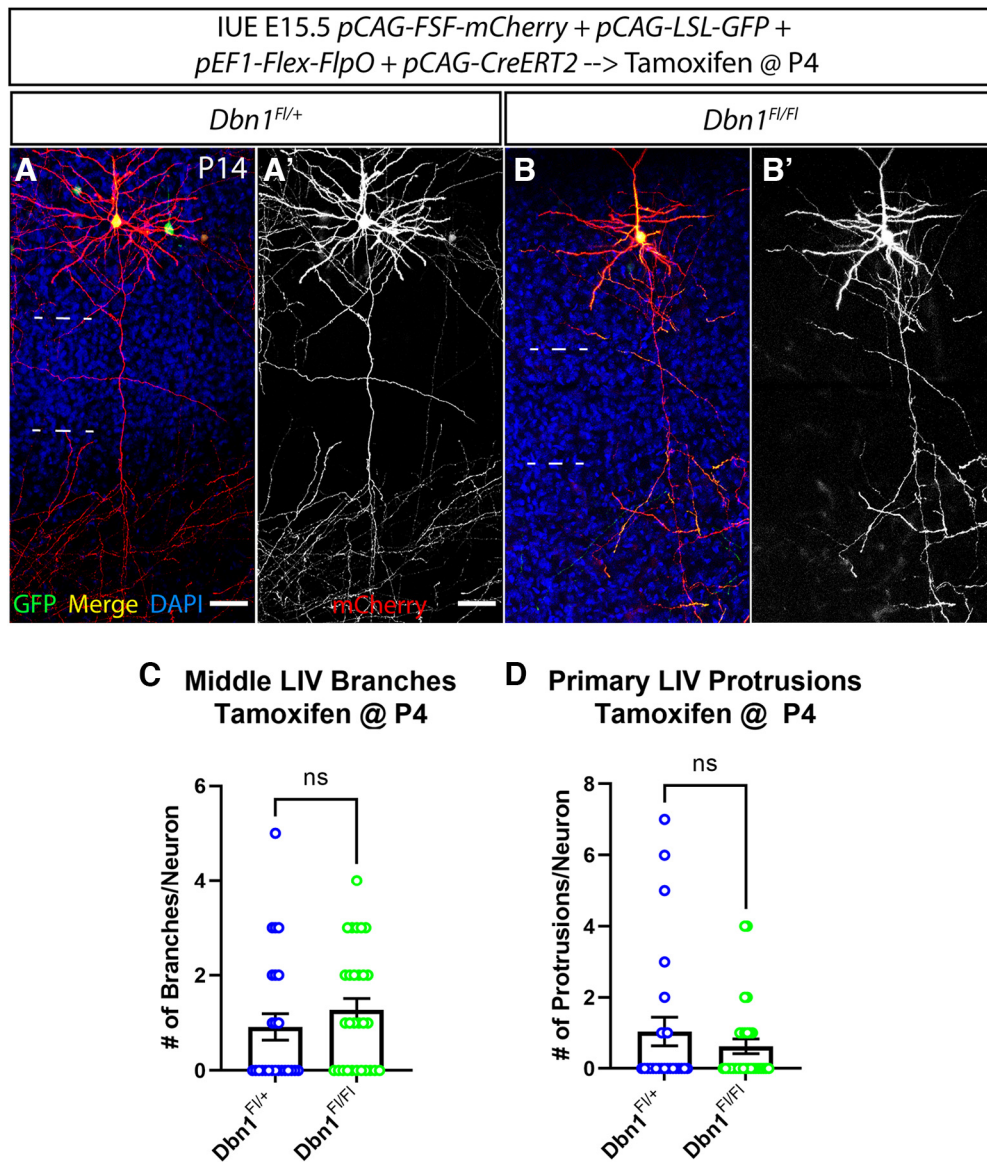 IUE E15.5 pCAG-FSF-mCherry + pCAG-LSL-GFP +
pEF1-Flex-FlpO + pCAG-CreERT2 --> Tamoxifen @ P4
Dbn1Fl/+
Dbn1Fl/Fl
A
P14
A'
B
B'
GFP Merge DAPI
mCherry
C
Middle LIV Branches
Tamoxifen @ P4
ns
# of Branches/Neuron
6
4
2
0
Dbn1Fl/+
Dbn1Fl/Fl
D
Primary LIV Protrusions
Tamoxifen @ P4
ns
# of Protrusions/Neuron
8
6
4
2
0
Dbn1Fl/+
Dbn1Fl/Fl